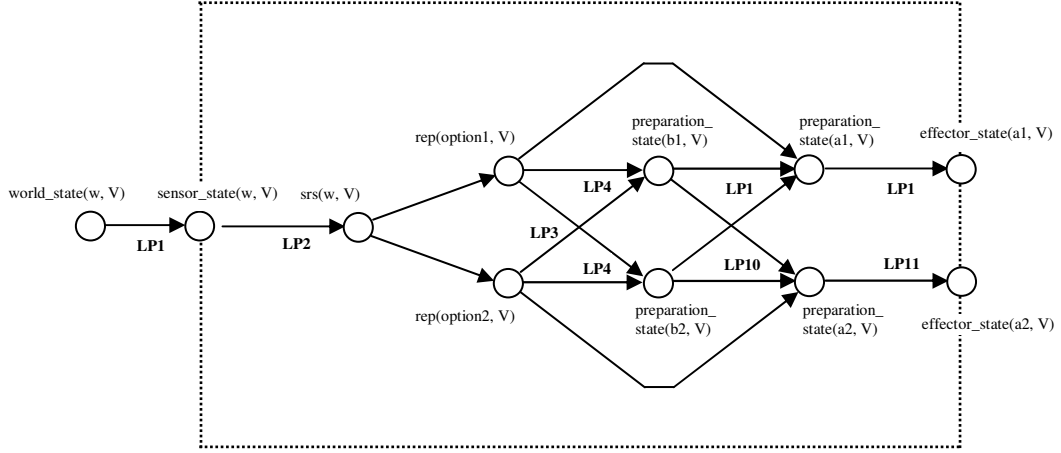 preparation_
state(b1, V)
preparation_
state(a1, V)
effector_state(a1, V)
rep(option1, V)
LP4
LP1
LP1
world_state(w, V)
sensor_state(w, V)
srs(w, V)
LP1
LP2
LP3
LP4
LP10
LP11
rep(option2, V)
preparation_
state(b2, V)
preparation_
state(a2, V)
effector_state(a2, V)